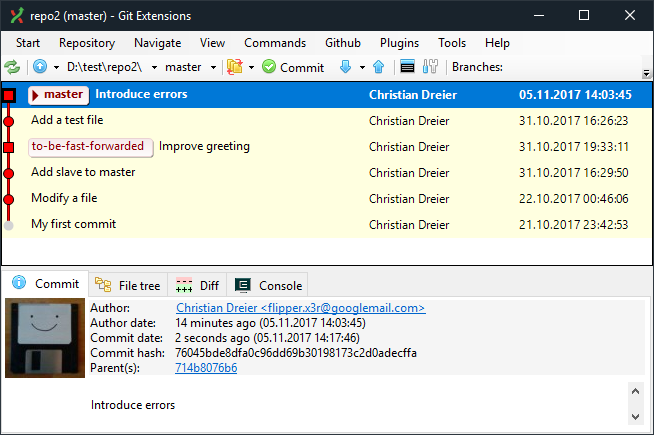 repo2 (master) - Git Extensions
Start Repository Navigate View Commands Github Plugins Tools Help
D:\test\repo2\ master Commit Branches:
master Introduce errors Christian Dreier 05.11.2017 14:03:45
Add a test file Christian Dreier 31.10.2017 16:26:23
to-be-fast-forwarded Improve greeting Christian Dreier 31.10.2017 19:33:11
Add slave to master Christian Dreier 31.10.2017 16:29:50
Modify a file Christian Dreier 22.10.2017 00:46:06
My first commit Christian Dreier 21.10.2017 23:42:53
Commit File tree Diff Console
Author: Christian Dreier <flipper.x3r@googlemail.com>
Author date: 14 minutes ago (05.11.2017 14:03:45)
Commit date: 2 seconds ago (05.11.2017 14:17:46)
Commit hash: 76045bde8dfa0c96dd69b30198173c2d0adecffa
Parent(s): 714b8076b6
Introduce errors